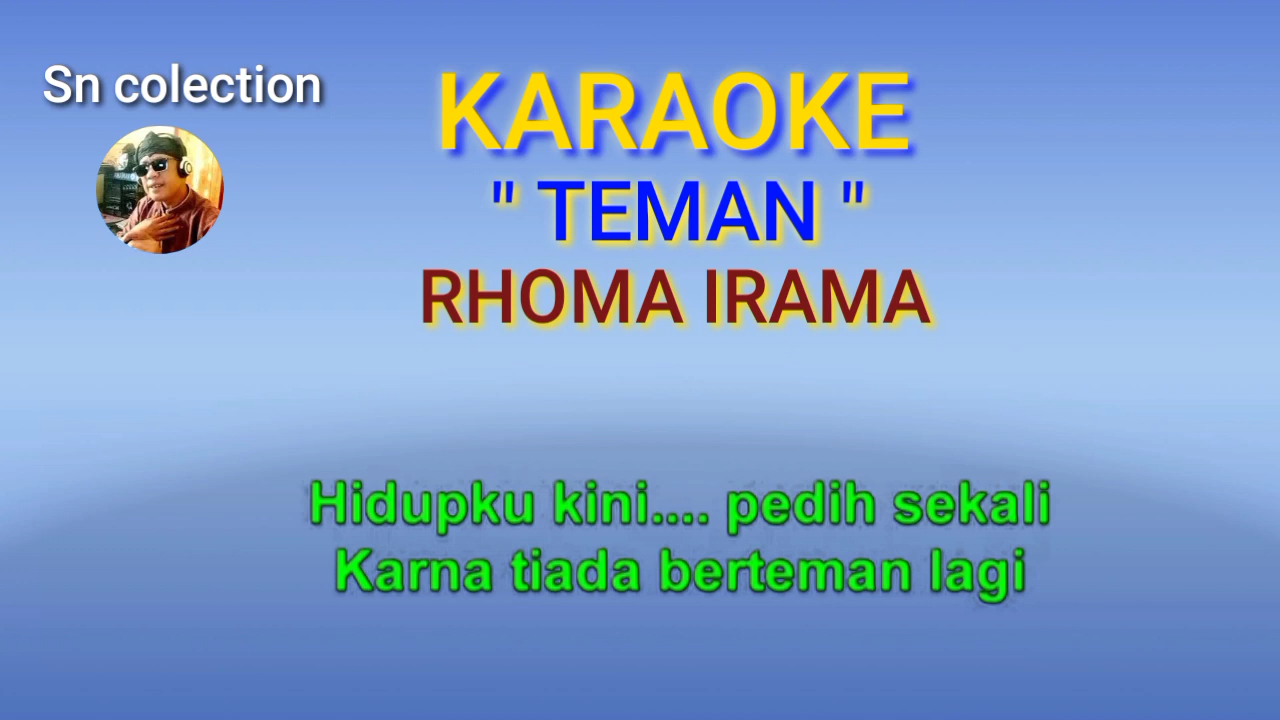 Sn colection
KARAOKE
" TEMAN "
RHOMA IRAMA
Hidupku kini.... pedih sekali
Karna tiada berteman lagi